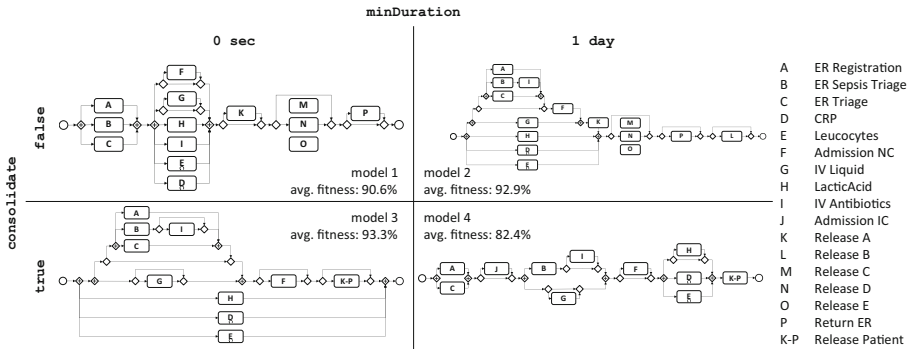 minDuration
0 sec
1 day
consolidate
false
true
A
B
C
F
G
H
I
E
D
K
M
N
O
P
model 1
avg. fitness: 90.6%
A
B
I
C
F
G
H
D
E
K
M
N
O
P
L
model 2
avg. fitness: 92.9%
A
B
I
C
G
F
K-P
H
D
E
model 3
avg. fitness: 93.3%
model 4
avg. fitness: 82.4%
A
C
J
B
I
G
F
H
D
E
K-P
A ER Registration
B ER Sepsis Triage
C ER Triage
D CRP
E Leucocytes
F Admission NC
G IV Liquid
H LacticAcid
I IV Antibiotics
J Admission IC
K Release A
L Release B
M Release C
N Release D
O Release E
P Return ER
K-P Release Patient